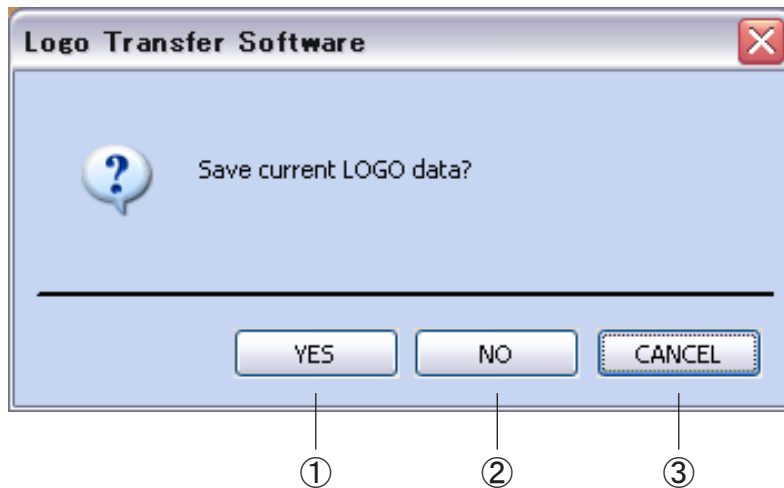 Logo Transfer Software
Save current LOGO data?
YES NO CANCEL
① ② ③